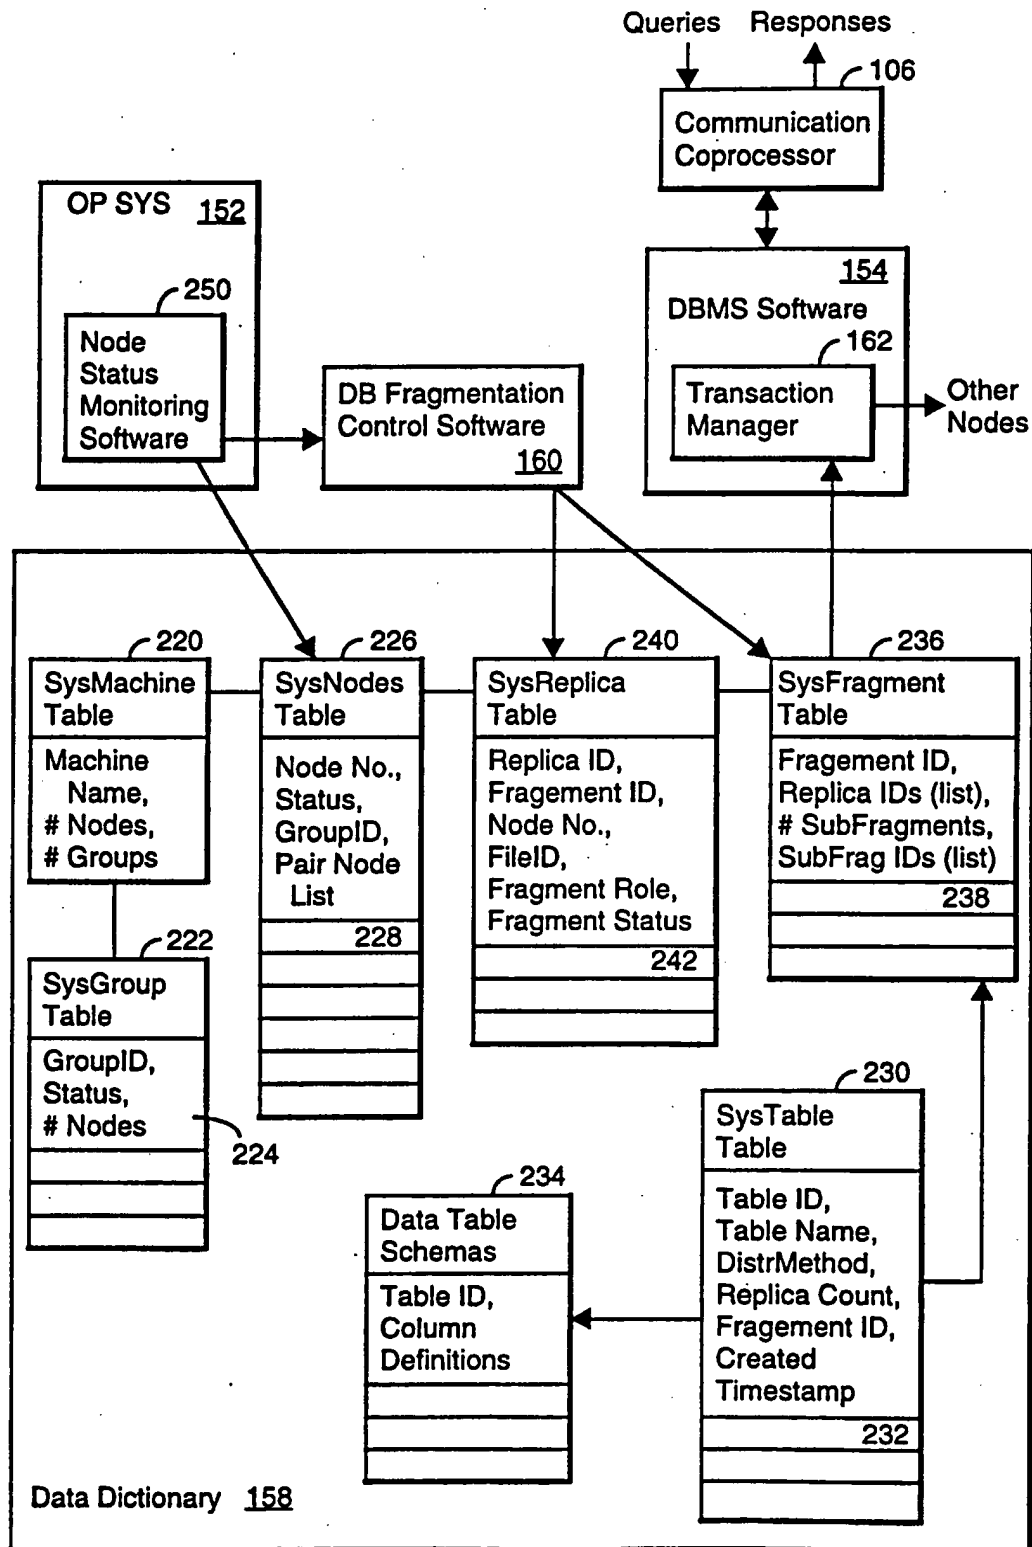 Queries Responses
106
Communication
Coprocessor
OP SYS 152
250
Node
Status
Monitoring
Software
DB Fragmentation
Control Software
160
154
DBMS Software
162
Transaction
Manager
Other
Nodes
220
SysMachine
Table
Machine
Name,
# Nodes,
# Groups
226
SysNodes
Table
Node No.,
Status,
GroupID,
Pair Node
List
228
240
SysReplica
Table
Replica ID,
Fragement ID,
Node No.,
FileID,
Fragment Role,
Fragment Status
242
236
SysFragment
Table
Fragement ID,
Replica IDs (list),
# SubFragments,
SubFrag IDs (list)
238
222
SysGroup
Table
GroupID,
Status,
# Nodes
224
234
Data Table
Schemas
Table ID,
Column
Definitions
230
SysTable
Table
Table ID,
Table Name,
DistrMethod,
Replica Count,
Fragement ID,
Created
Timestamp
232
Data Dictionary 158